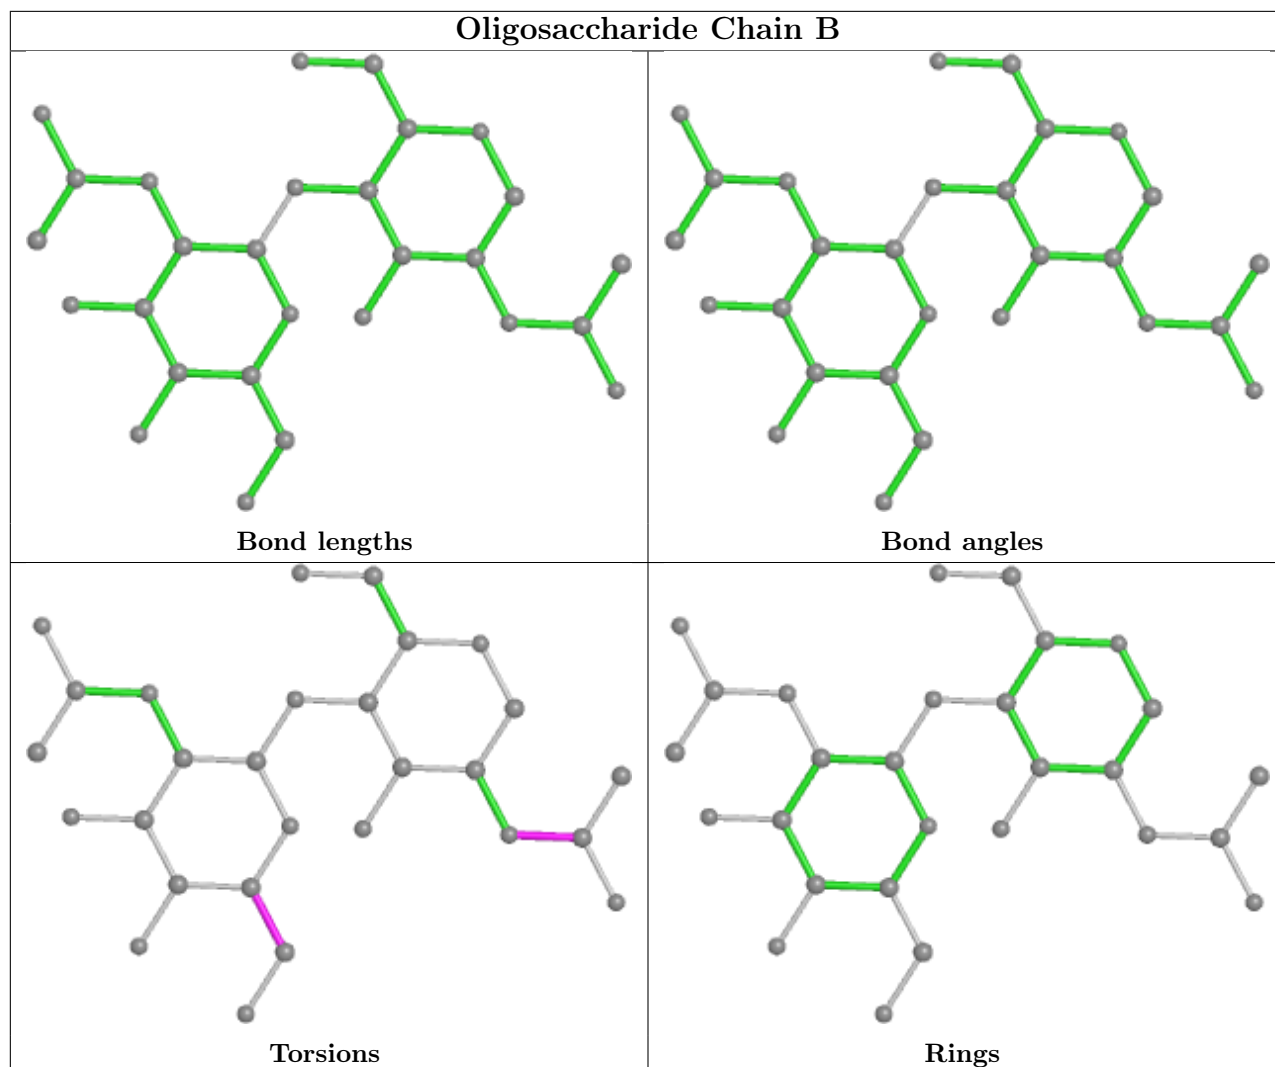 Oligosaccharide Chain B
Bond lengths
Bond angles
Torsions
Rings